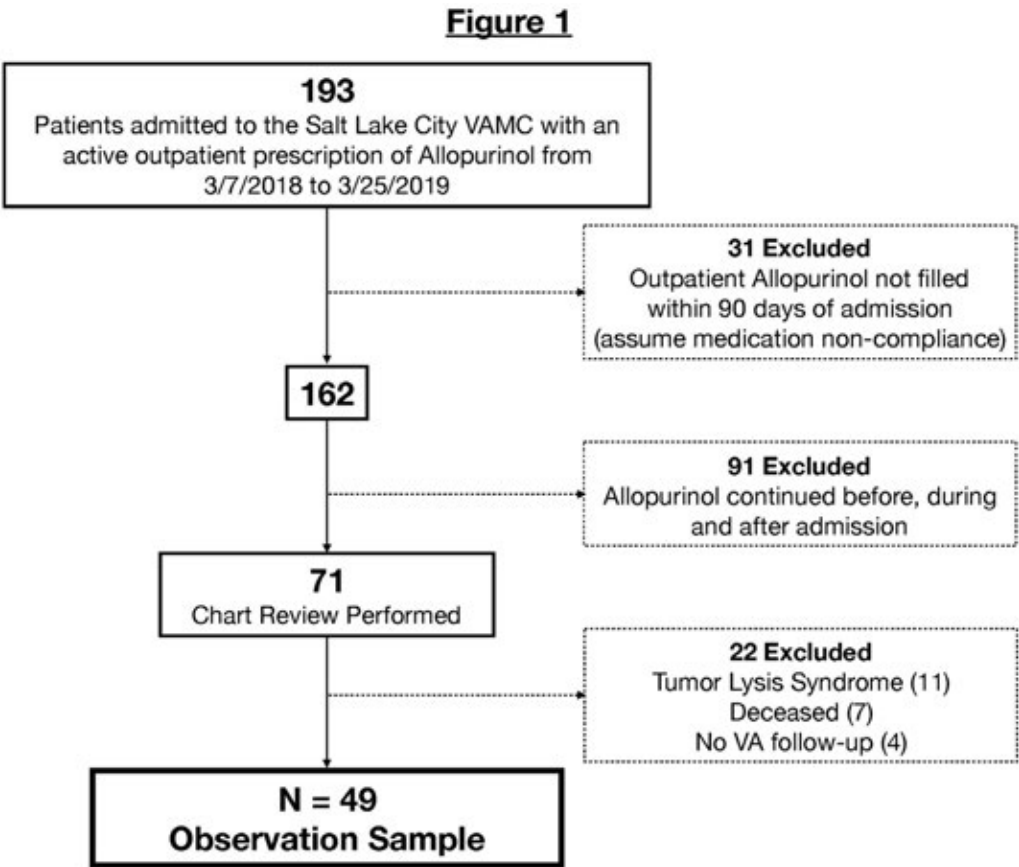 Figure 1
193
Patients admitted to the Salt Lake City VAMC with an
active outpatient prescription of Allopurinol from
3/7/2018 to 3/25/2019
31 Excluded
Outpatient Allopurinol not filled
within 90 days of admission
(assume medication non-compliance)
162
91 Excluded
Allopurinol continued before, during
and after admission
71
Chart Review Performed
22 Excluded
Tumor Lysis Syndrome (11)
Deceased (7)
No VA follow-up (4)
N = 49
Observation Sample